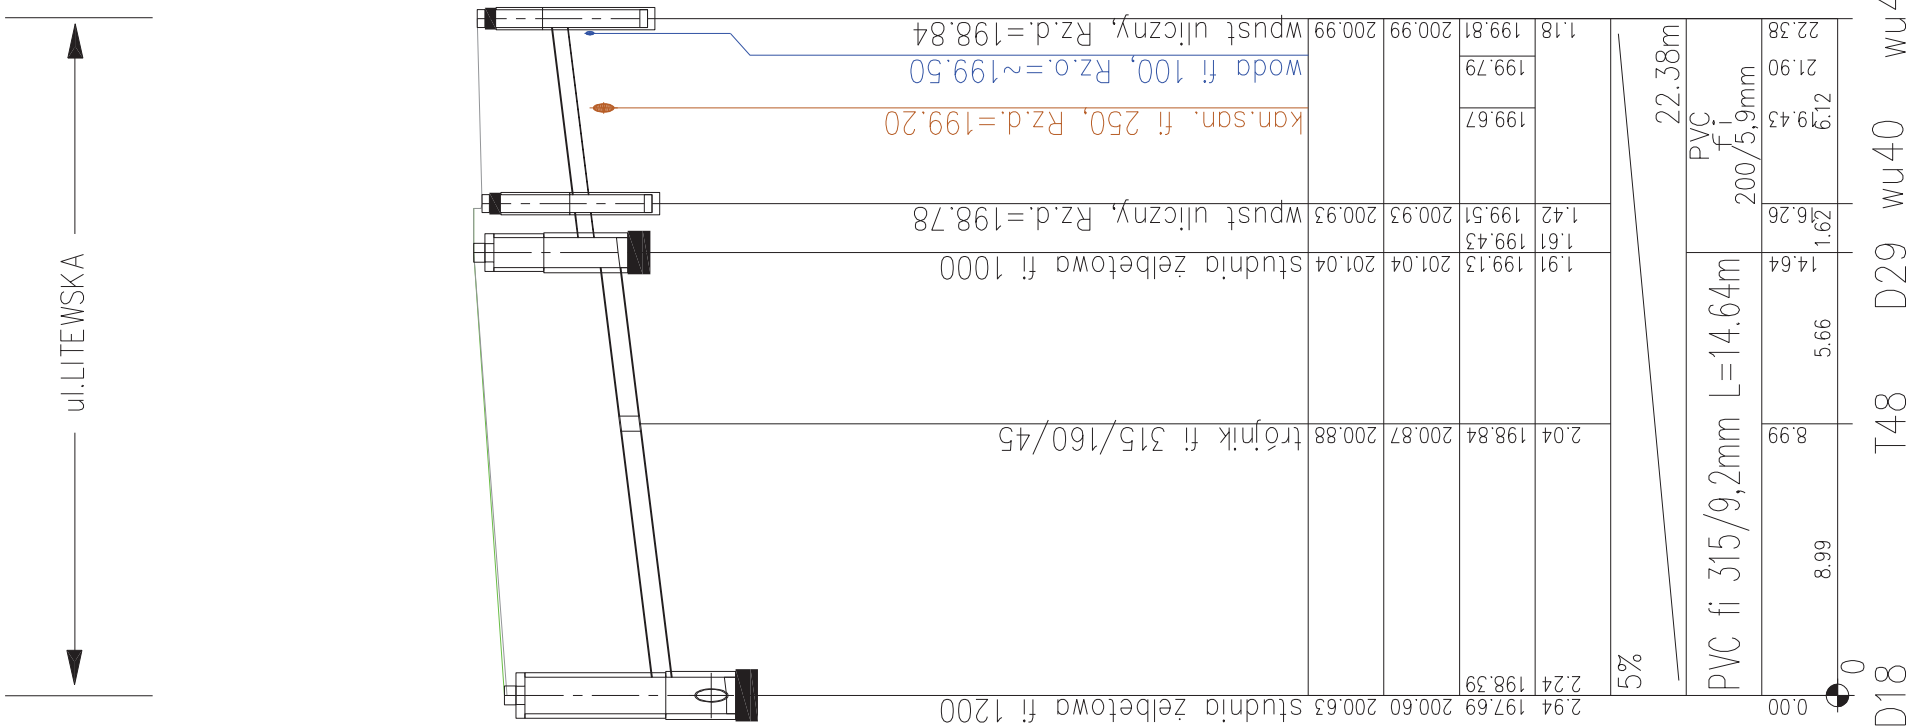 ul.LITEWSKA
wpust uliczny, Rz.d.=198.84
200.99
200.99
199.81
1.18
22.38
woda fi 100, Rz.o.=~199.50
199.79
21.90
kan.san. fi 250, Rz.d.=199.20
199.67
19.43
6.12
wpust uliczny, Rz.d.=198.78
200.93
200.93
199.51
1.42
16.26
1.62
199.43
1.61
studnia żelbetowa fi 1000
201.04
201.04
199.13
1.91
14.64
5.66
trójnik fi 315/160/45
200.88
200.87
198.84
2.04
8.99
8.99
198.39
2.24
studnia żelbetowa fi 1200
200.63
200.60
197.69
2.94
0.00
5%
22.38m
PVC fi 315/9,2mm L=14.64m
PVC
fi
200/5,9mm
0
D18
T48
D29
wu40